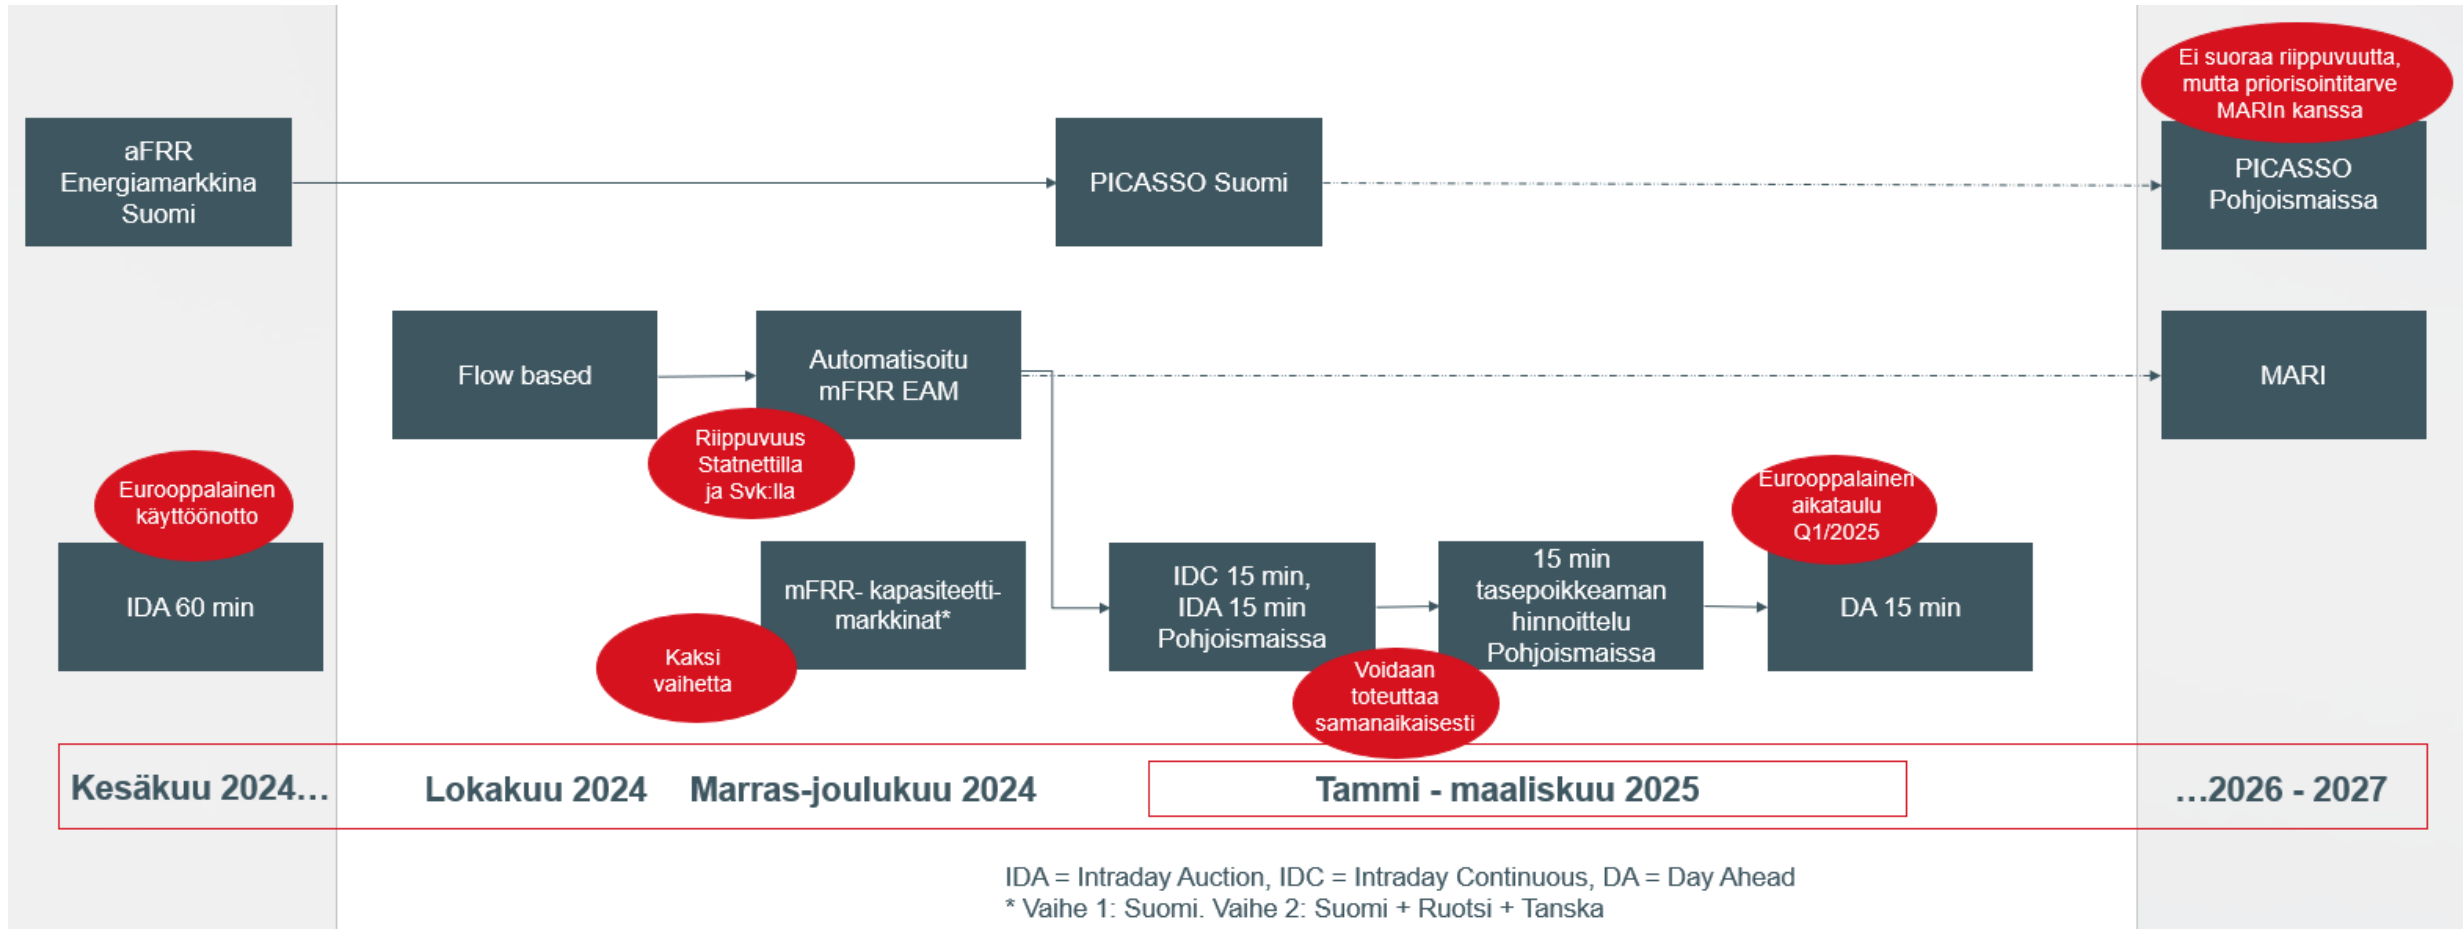 Ei suoraa riippuvuutta,
mutta priorisointitarve
MARIn kanssa
aFRR
Energiamarkkina
Suomi
PICASSO Suomi
PICASSO
Pohjoismaissa
Flow based
Automatisoitu
mFRR EAM
MARI
Riippuvuus
Statnettilla
ja Svk:lla
Eurooppalainen
käyttöönotto
Eurooppalainen
aikataulu
Q1/2025
IDA 60 min
mFRR- kapasiteetti-
markkinat*
IDC 15 min,
IDA 15 min
Pohjoismaissa
15 min
tasepoikkeaman
hinnoittelu
Pohjoismaissa
DA 15 min
Kaksi
vaihetta
Voidaan
toteuttaa
samanaikaisesti
Kesäkuu 2024…
Lokakuu 2024
Marras-joulukuu 2024
Tammi - maaliskuu 2025
…2026 - 2027
IDA = Intraday Auction, IDC = Intraday Continuous, DA = Day Ahead
* Vaihe 1: Suomi. Vaihe 2: Suomi + Ruotsi + Tanska